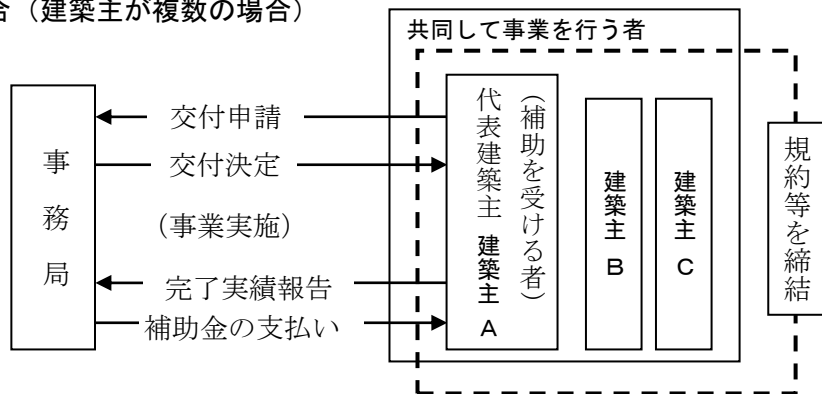 合（建築主が複数の場合）
共同して事業を行う者
事務局
交付申請
交付決定
（事業実施）
完了実績報告
補助金の支払い
（補助を受ける者）
代表建築主 建築主 A
建築主 B
建築主 C
規約等を締結